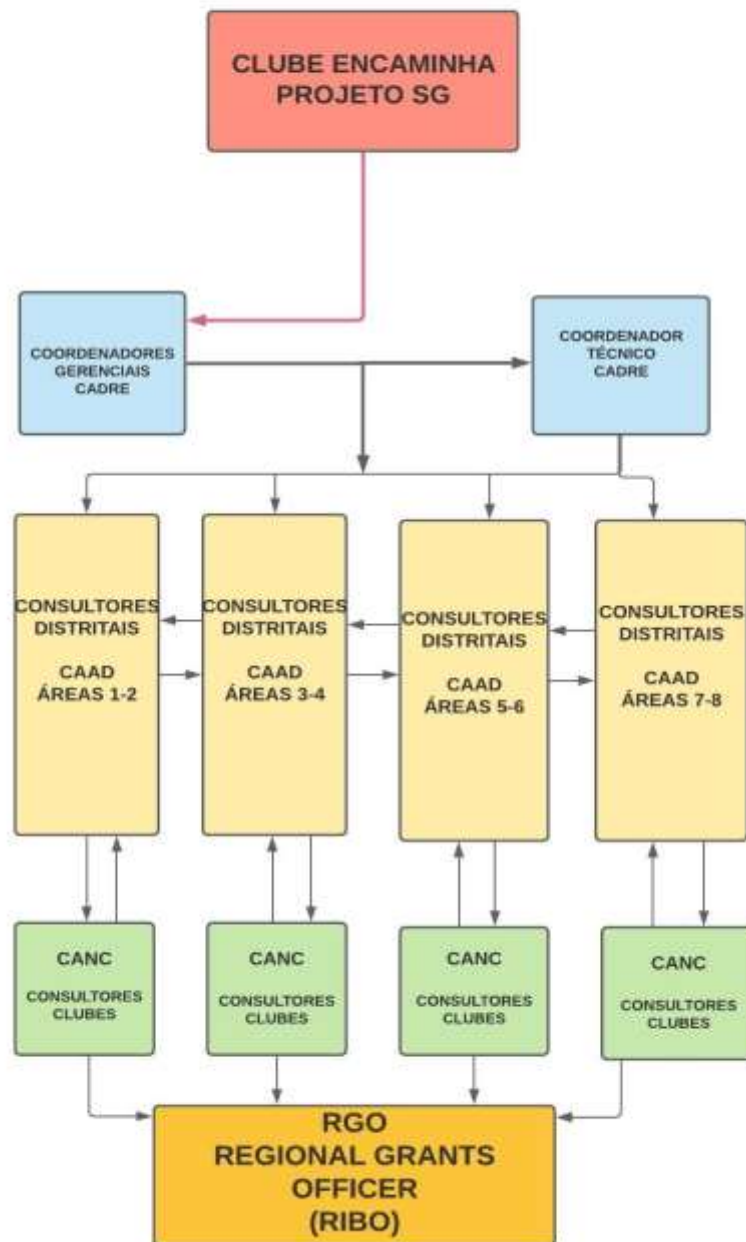 CLUBE ENCAMINHA
PROJETO SG
COORDENADORES
GERENCIAIS
CADRE
COORDENADOR
TÉCNICO
CADRE
CONSULTORES
DISTRITAIS
CAAD
ÁREAS 1-2
CONSULTORES
DISTRITAIS
CAAD
ÁREAS 3-4
CONSULTORES
DISTRITAIS
CAAD
ÁREAS 5-6
CONSULTORES
DISTRITAIS
CAAD
ÁREAS 7-8
CANC
CONSULTORES
CLUBES
CANC
CONSULTORES
CLUBES
CANC
CONSULTORES
CLUBES
CANC
CONSULTORES
CLUBES
RGO
REGIONAL GRANTS
OFFICER
(RIBO)